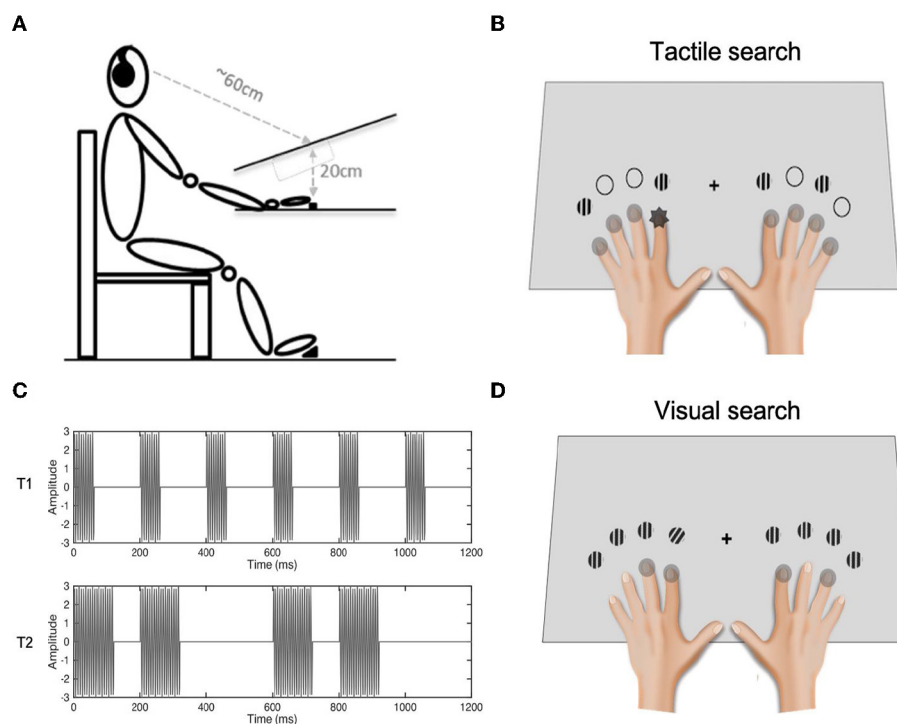 A
~60cm
20cm
B
Tactile search
+
C
T1
Amplitude
3
2
1
0
-1
-2
-3
0 200 400 600 800 1000 1200
Time (ms)
T2
Amplitude
3
2
1
0
-1
-2
-3
0 200 400 600 800 1000 1200
Time (ms)
D
Visual search
+